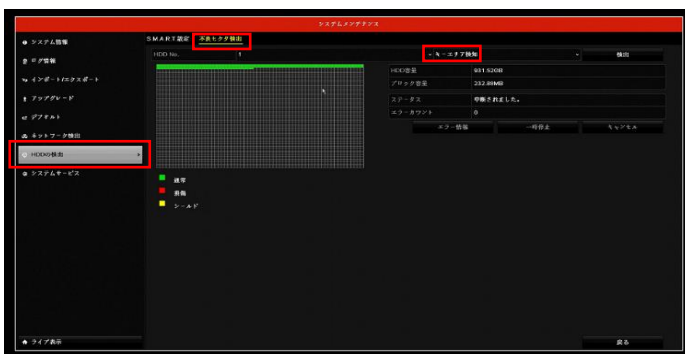 システムメンテナンス
システム情報
ログ情報
インポート/エクスポート
アップグレード
デフォルト
ネットワーク検出
HDDの検出
システムサービス
ライブ表示
SMART設定 不良セクタ検出
HDD No. 1 キーエリア検知 検出
HDD容量 931.52GB
ブロック容量 232.89MB
ステータス 中断されました。
エラーカウント 0
エラー情報 一時停止 キャンセル
通常
損傷
シールド
戻る